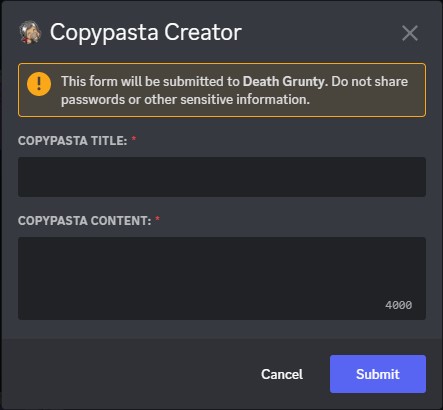 Copypasta Creator
This form will be submitted to Death Grunty. Do not share
passwords or other sensitive information.
COPYPASTA TITLE: *
COPYPASTA CONTENT: *
4000
Cancel
Submit